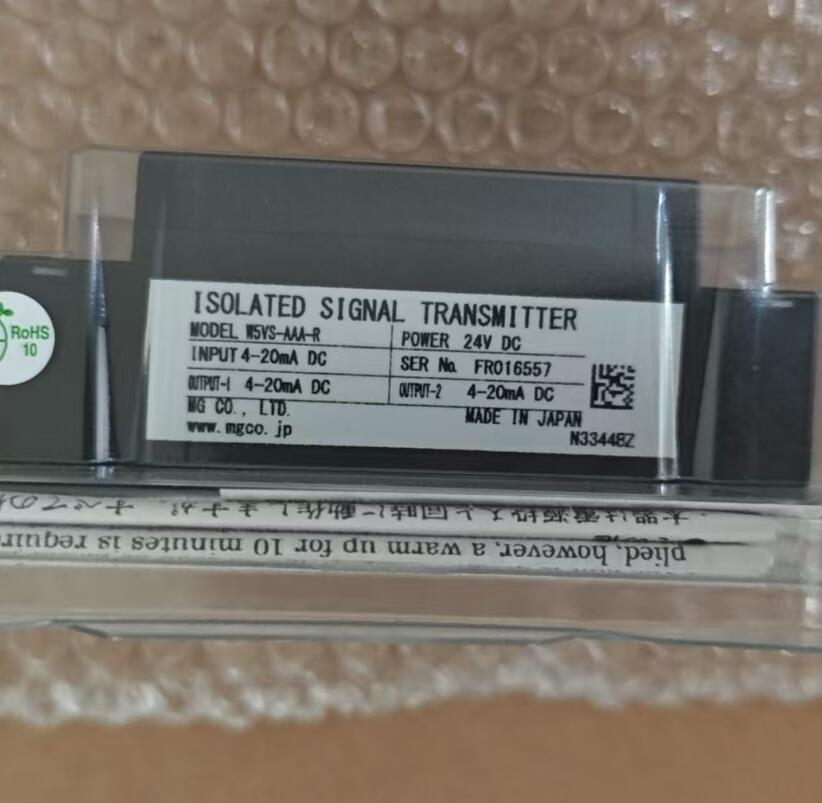 ISOLATED SIGNAL TRANSMITTER
MODEL W5VS-AAA-R
POWER 24V DC
INPUT 4-20mA DC
SER No. FR016557
OUTPUT-1 4-20mA DC
OUTPUT-2 4-20mA DC
MG CO., LTD.
MADE IN JAPAN
www.mgco.jp
N3344BZ
RoHS
10
plied, however, a warm up for 10 minutes is